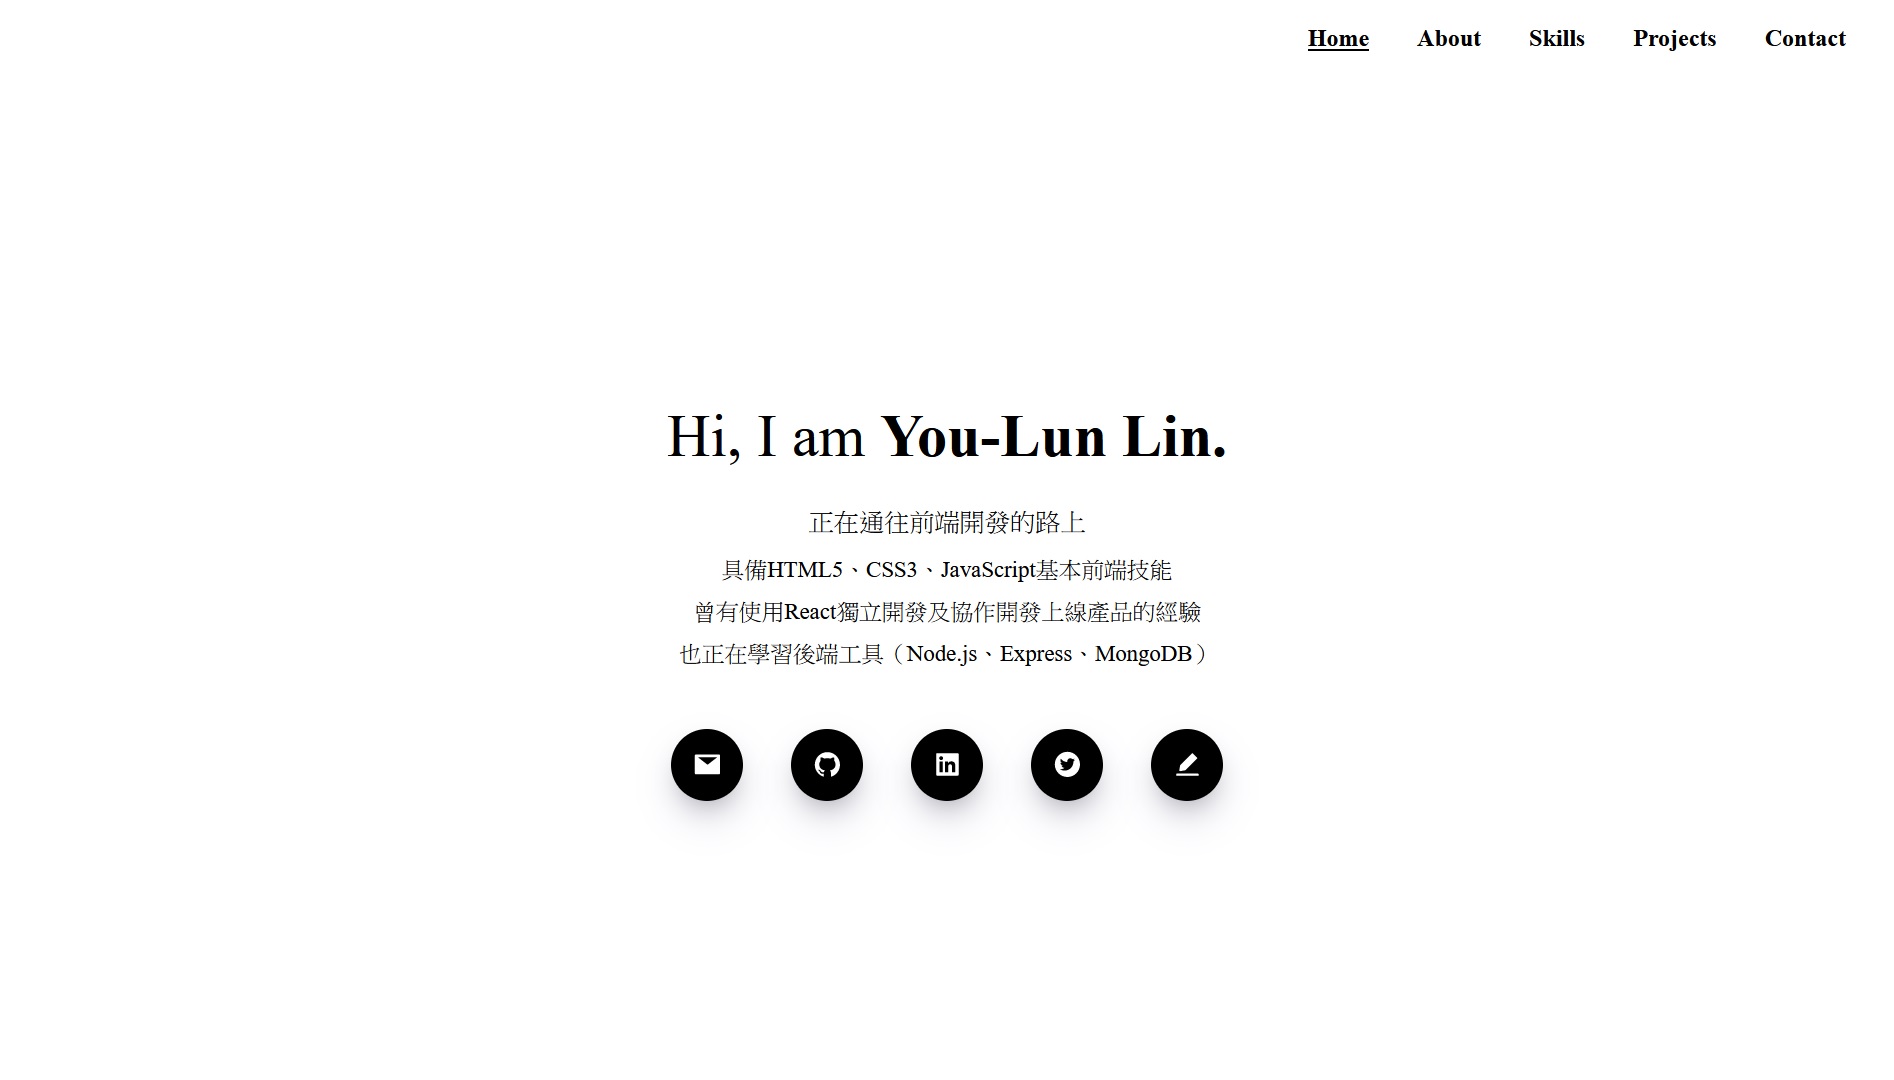 Home About Skills Projects Contact
Hi, I am You-Lun Lin.
正在通往前端開發的路上
具備HTML5、CSS3、JavaScript基本前端技能
曾有使用React獨立開發及協作開發上線產品的經驗
也正在學習後端工具（Node.js、Express、MongoDB）
in